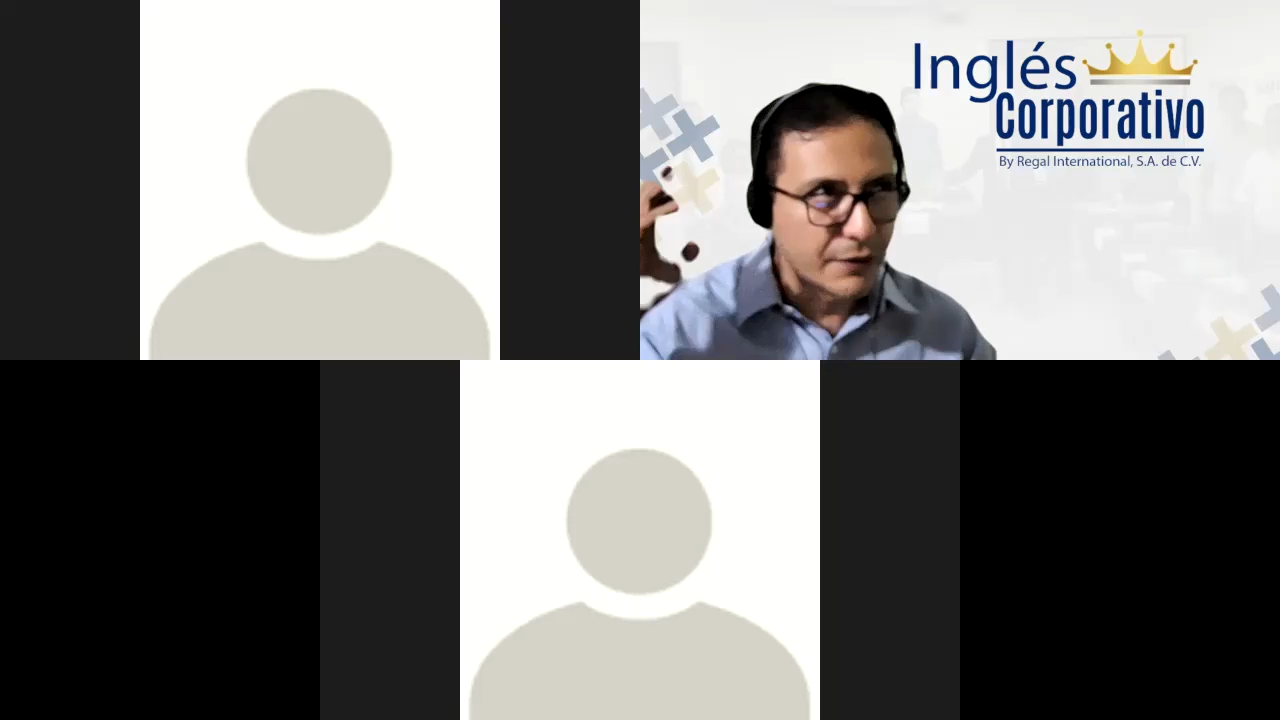 Inglés
Corporativo
By Regal International, S.A. de C.V.